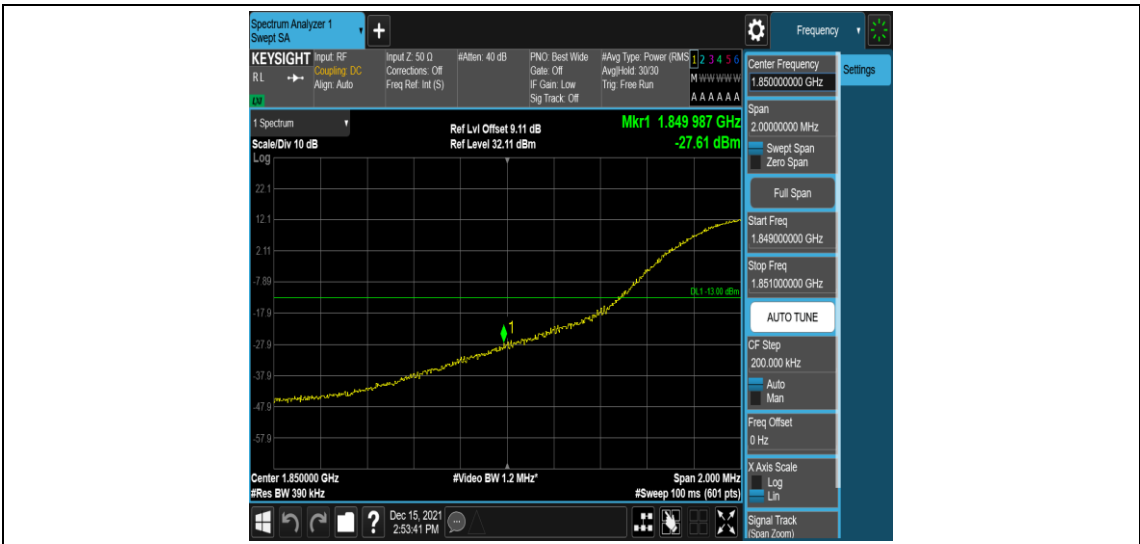 Spectrum Analyzer 1
Swept SA
+
Frequency
KEYSIGHT
RL
Input: RF
Coupling: DC
Align: Auto
Input Z: 50 Ω
Corrections: Off
Freq Ref: Int (S)
#Atten: 40 dB
PNO: Best Wide
Gate: Off
IF Gain: Low
Sig Track: Off
#Avg Type: Power (RMS
Avg|Hold: 30/30
Trig: Free Run
1 2 3 4 5 6
M W W W W W
A A A A A A
1 Spectrum
Scale/Div 10 dB
Log
Ref Lvl Offset 9.11 dB
Ref Level 32.11 dBm
Mkr1 1.849 987 GHz
-27.61 dBm
22.1
12.1
2.11
-7.89
-17.9
-27.9
-37.9
-47.9
-57.9
DL1 -13.00 dBm
1
Center 1.850000 GHz
#Res BW 390 kHz
#Video BW 1.2 MHz*
Span 2.000 MHz
#Sweep 100 ms (601 pts)
Center Frequency
1.850000000 GHz
Settings
Span
2.00000000 MHz
Swept Span
Zero Span
Full Span
Start Freq
1.849000000 GHz
Stop Freq
1.851000000 GHz
AUTO TUNE
CF Step
200.000 kHz
Auto
Man
Freq Offset
0 Hz
X Axis Scale
Log
Lin
Signal Track
(Span Zoom)
?
Dec 15, 2021
2:53:41 PM